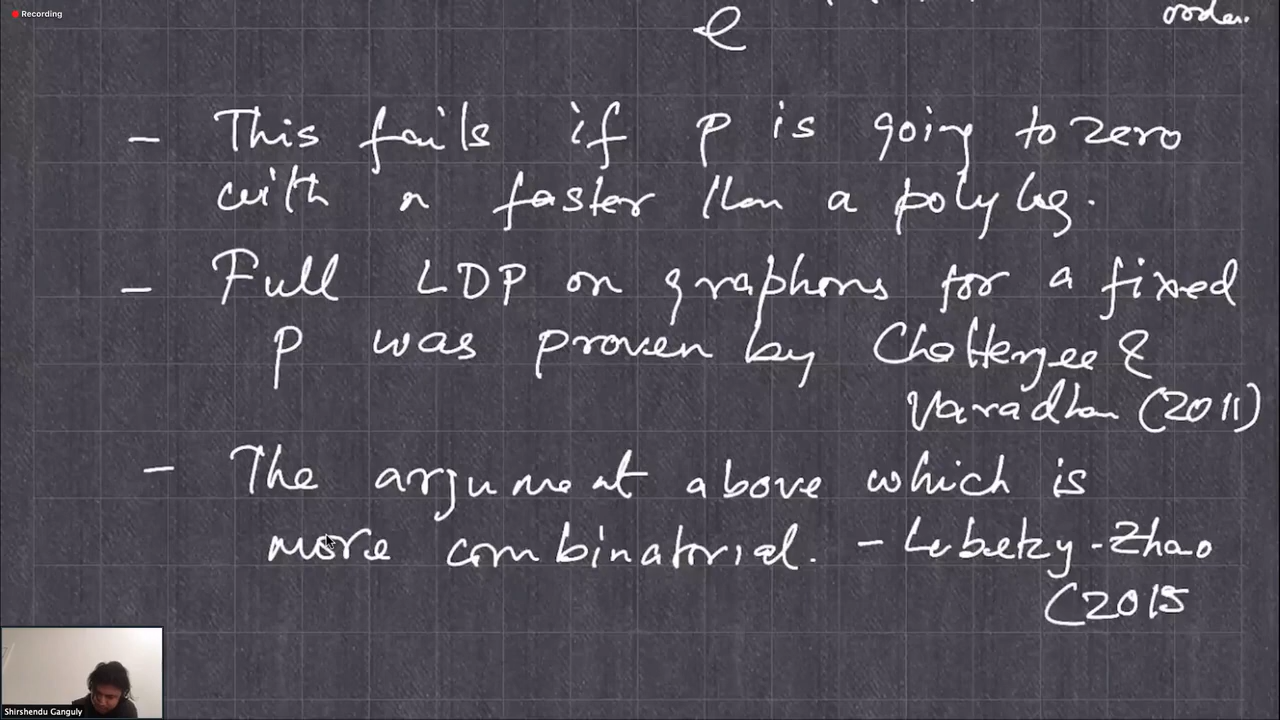 Recording
e
order.
- This fails if p is going to zero
with n faster than a polylog.
- Full LDP on graphons for a fixed
p was proven by Chatterjee &
Varadhan (2011)
- The argument above which is
more combinatorial. - Lubetzky-Zhao
(2015
Shirshendu Ganguly